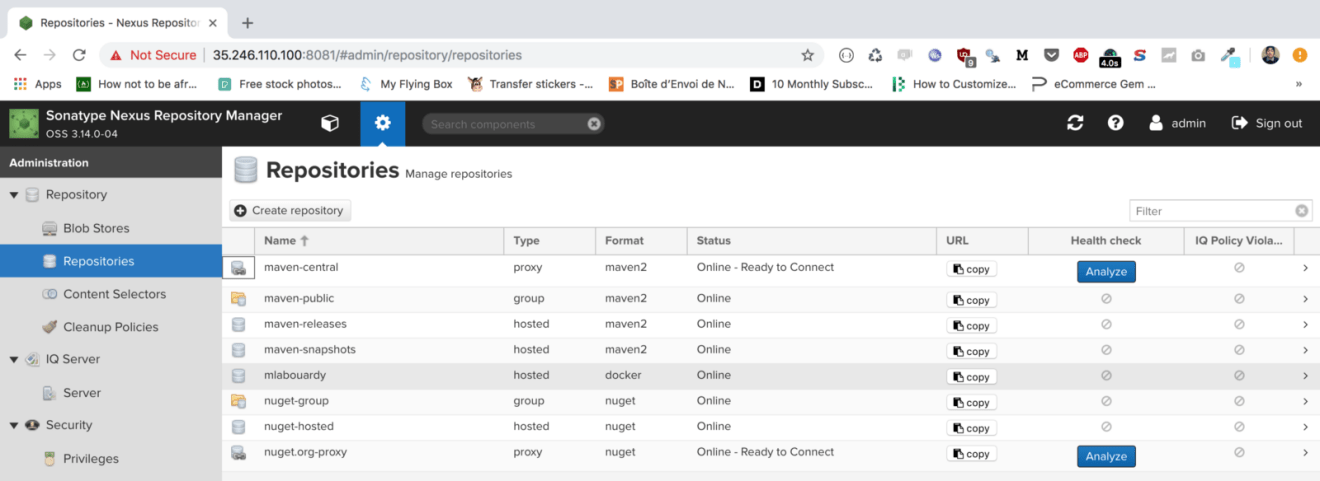 Repositories - Nexus Repositor
Not Secure | 35.246.110.100:8081/#admin/repository/repositories
9 M ABP 4.0s S
Apps How not to be afr... Free stock photos... My Flying Box Transfer stickers -... SP Boîte d'Envoi de N... D 10 Monthly Subsc... How to Customize... eCommerce Gem ... »
Sonatype Nexus Repository Manager
OSS 3.14.0-04
Search components
admin Sign out
Administration
Repository
Blob Stores
Repositories
Content Selectors
Cleanup Policies
IQ Server
Server
Security
Privileges
Repositories Manage repositories
Create repository
Filter
Name Type Format Status URL Health check IQ Policy Viola...
maven-central proxy maven2 Online - Ready to Connect copy Analyze
maven-public group maven2 Online copy
maven-releases hosted maven2 Online copy
maven-snapshots hosted maven2 Online copy
mlabouardy hosted docker Online copy
nuget-group group nuget Online copy
nuget-hosted hosted nuget Online copy
nuget.org-proxy proxy nuget Online - Ready to Connect copy Analyze